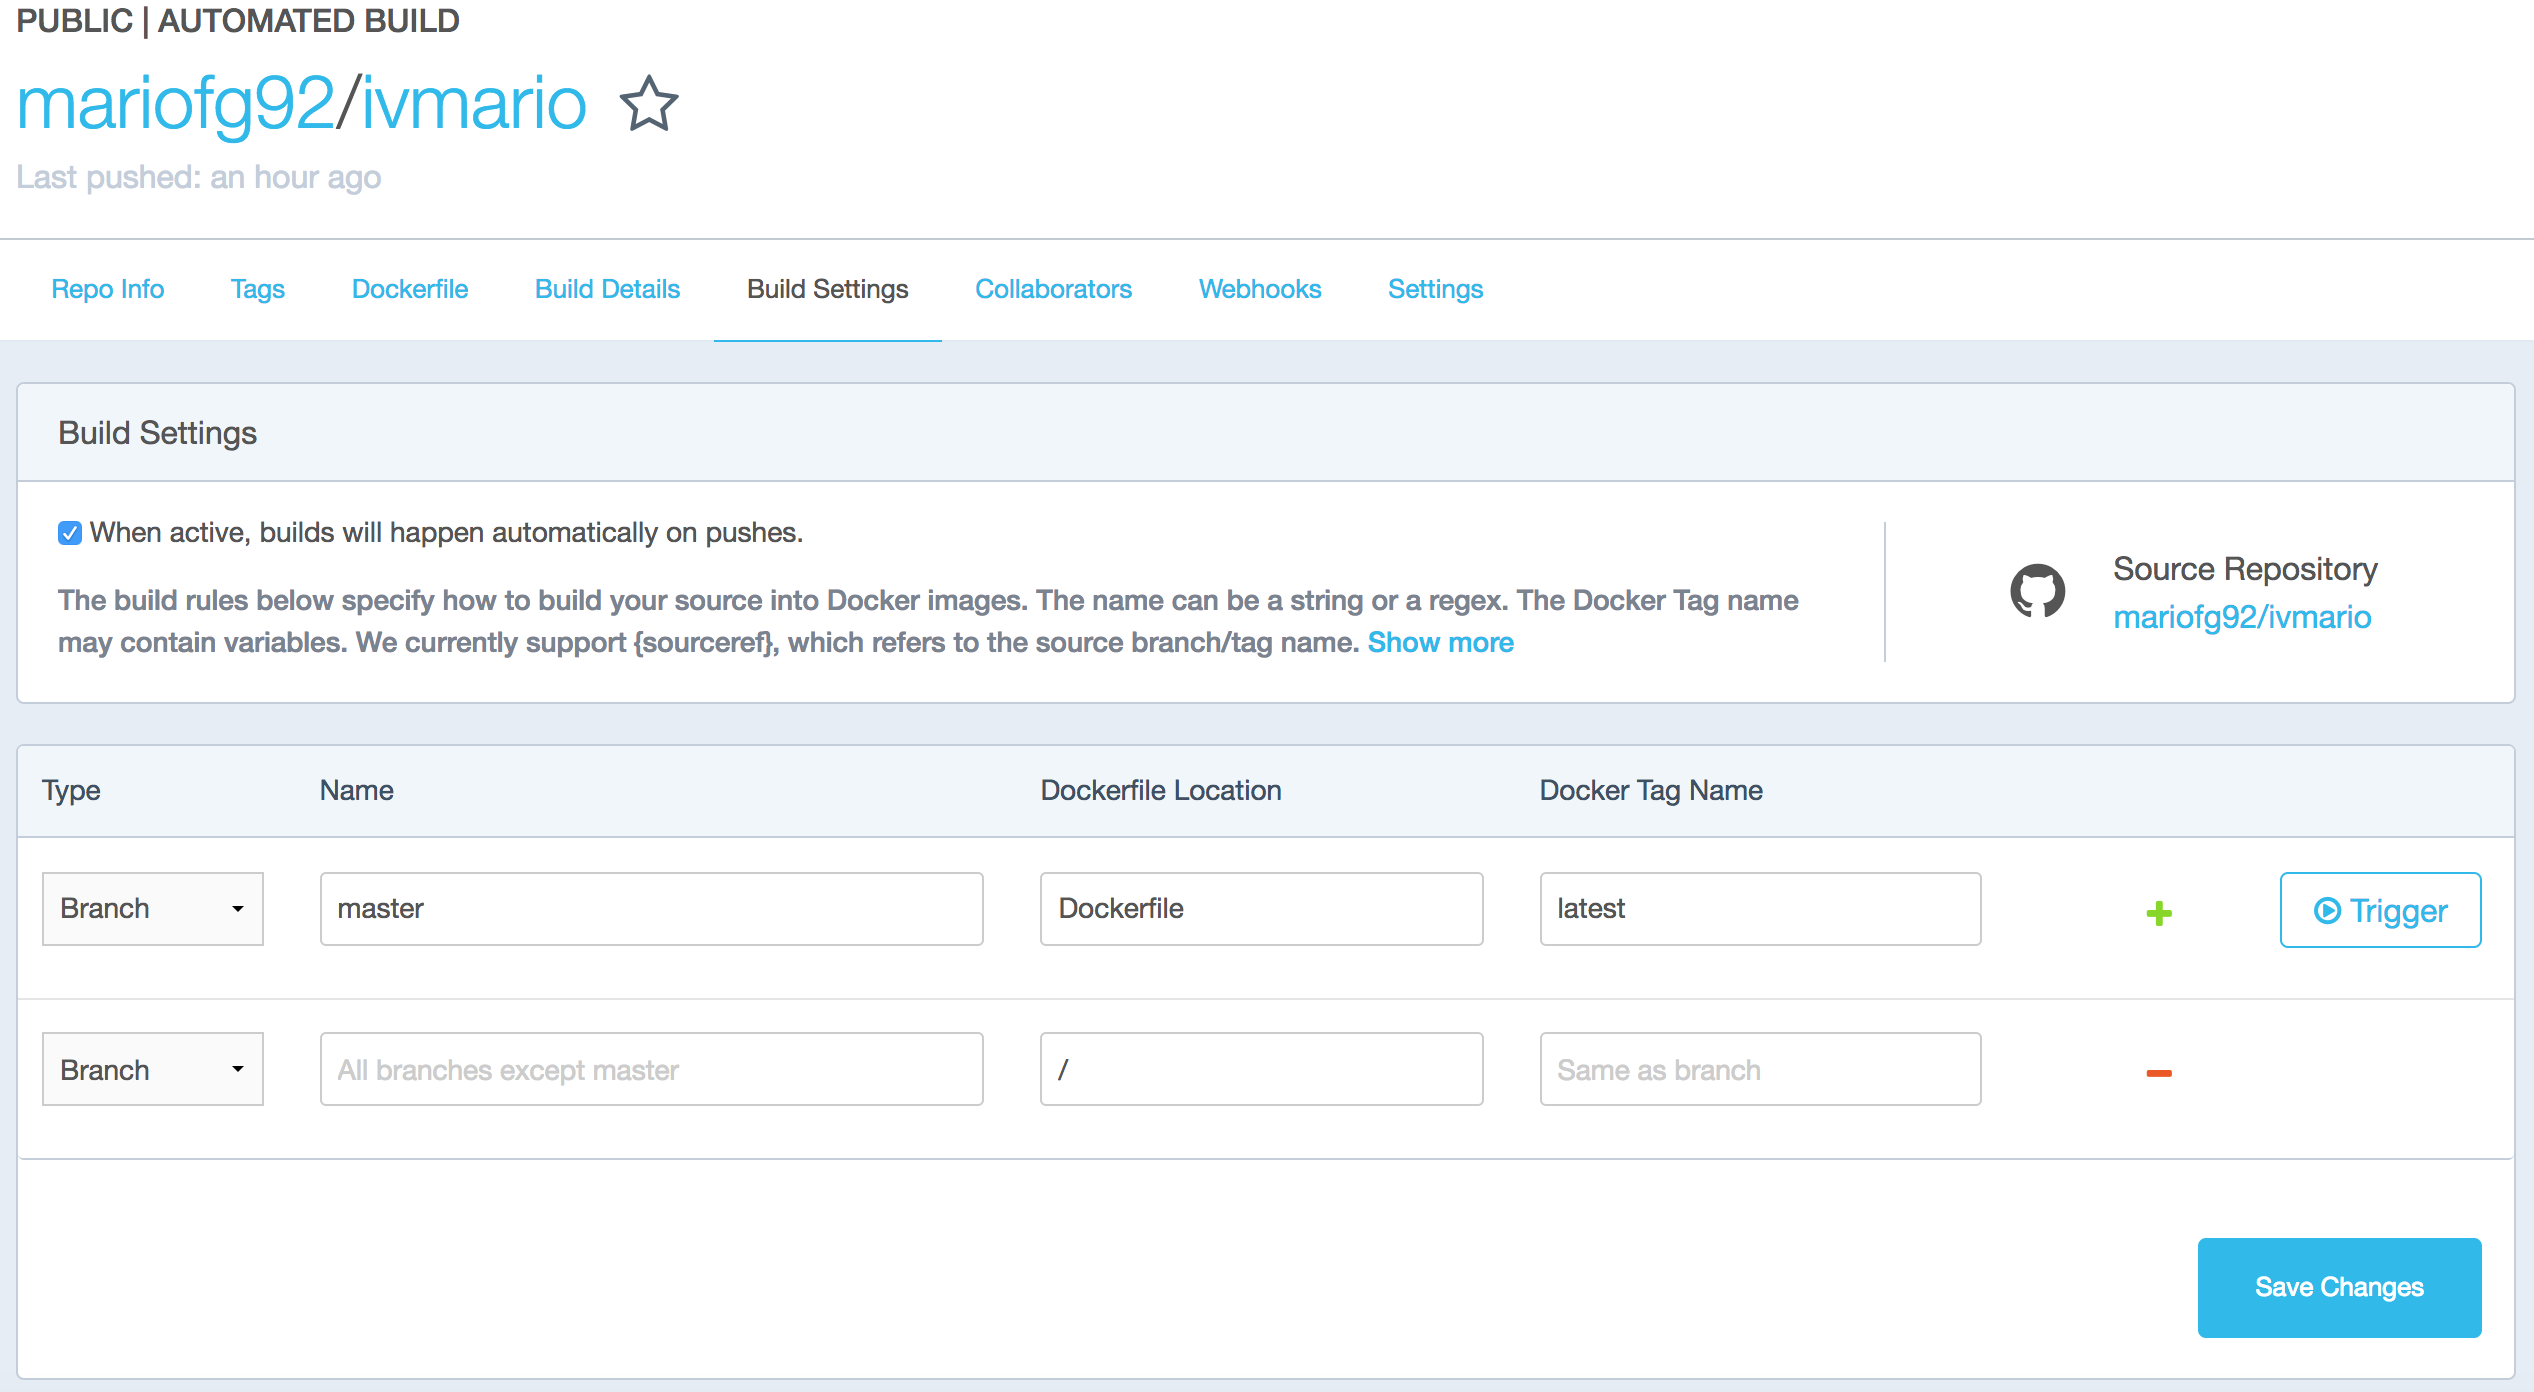 PUBLIC | AUTOMATED BUILD
mariofg92/ivmario
Last pushed: an hour ago
Repo Info Tags Dockerfile Build Details Build Settings Collaborators Webhooks Settings
Build Settings
When active, builds will happen automatically on pushes.
The build rules below specify how to build your source into Docker images. The name can be a string or a regex. The Docker Tag name
may contain variables. We currently support {sourceref}, which refers to the source branch/tag name. Show more
Source Repository
mariofg92/ivmario
Type Name Dockerfile Location Docker Tag Name
Branch master Dockerfile latest Trigger
Branch All branches except master / Same as branch
Save Changes